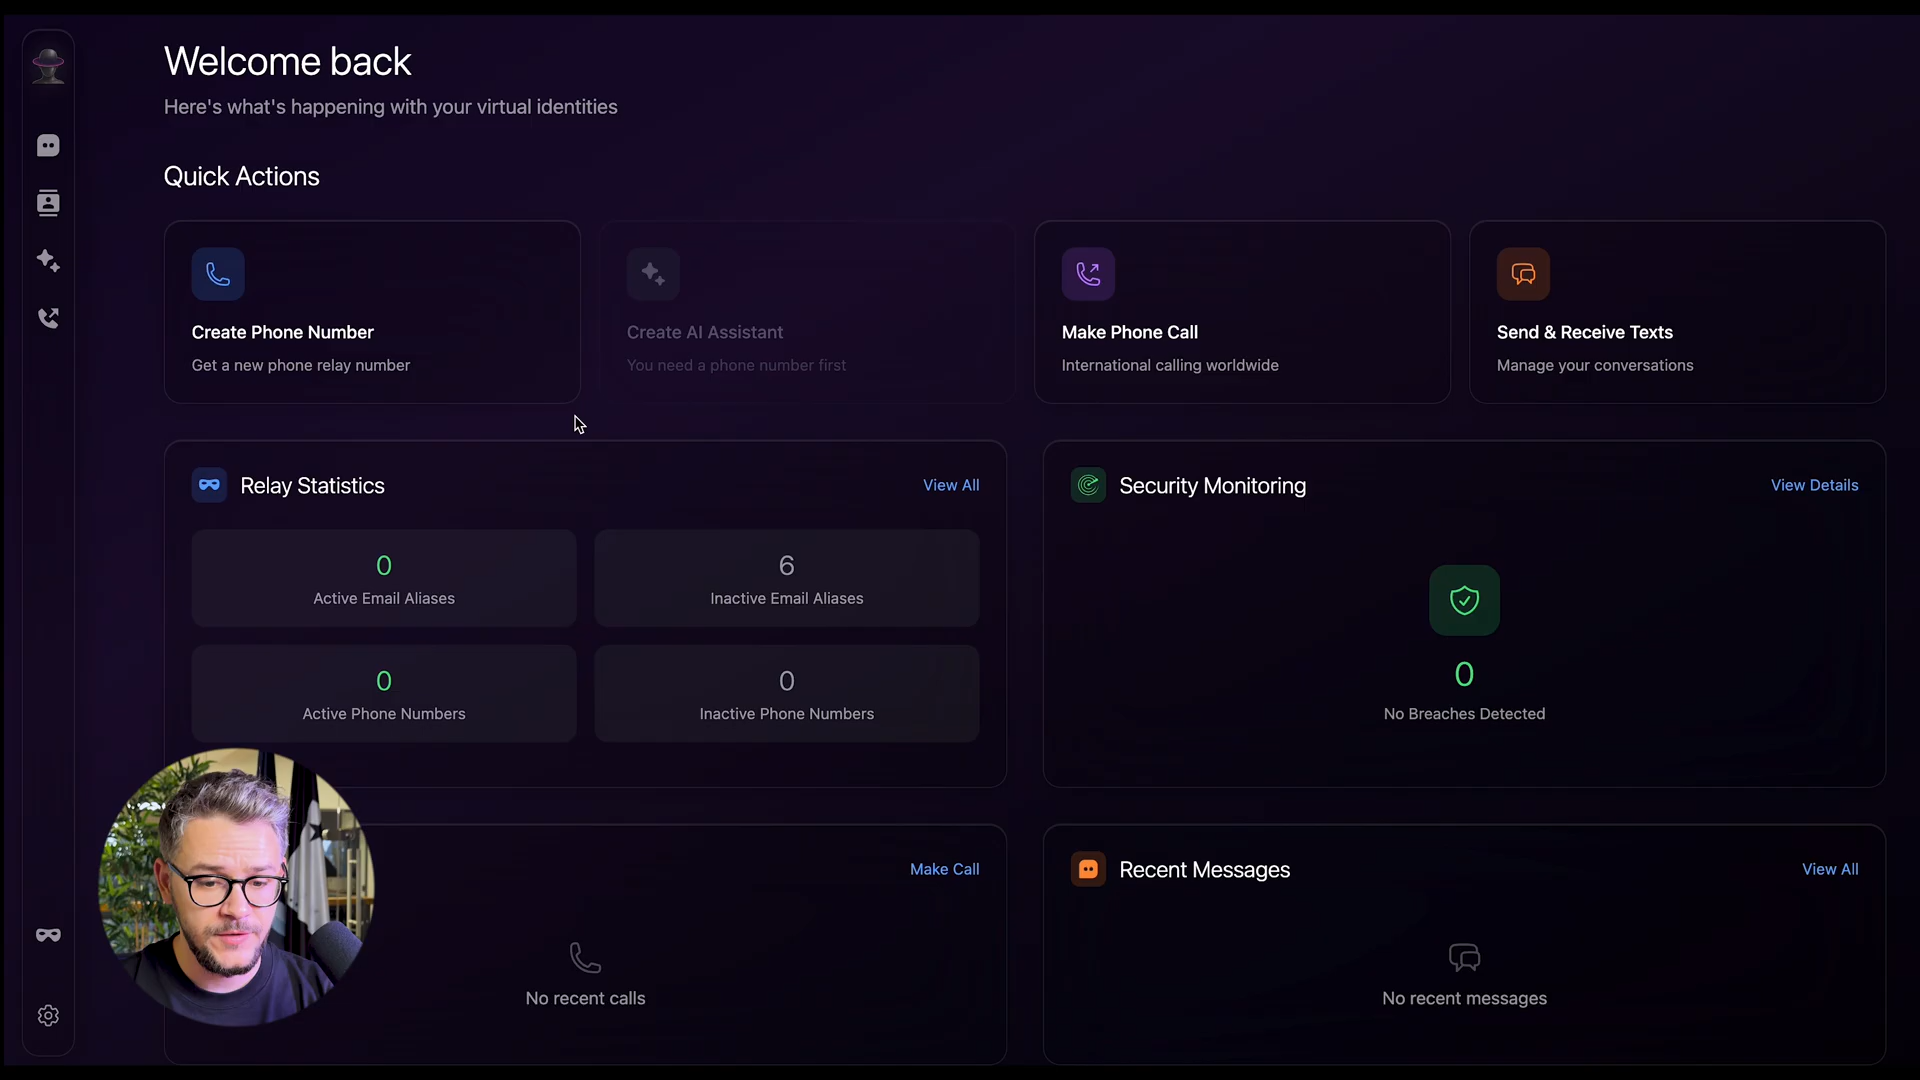 Welcome back
Here's what's happening with your virtual identities
Quick Actions
Create Phone Number
Get a new phone relay number
Create AI Assistant
You need a phone number first
Make Phone Call
International calling worldwide
Send & Receive Texts
Manage your conversations
Relay Statistics
View All
0
Active Email Aliases
6
Inactive Email Aliases
0
Active Phone Numbers
0
Inactive Phone Numbers
Security Monitoring
View Details
0
No Breaches Detected
Make Call
No recent calls
Recent Messages
View All
No recent messages